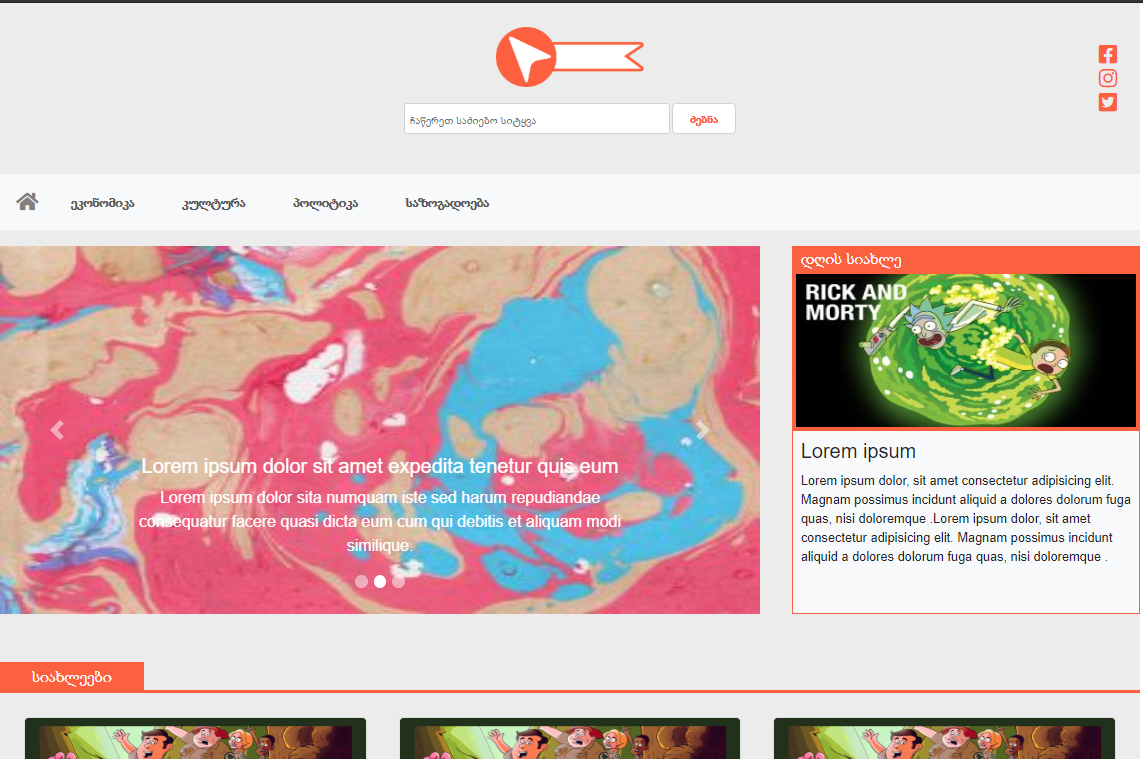 ჩაწერეთ საძიებო სიტყვა
ძებნა
ეკონომიკა კულტურა პოლიტიკა საზოგადოება
Lorem ipsum dolor sit amet expedita tenetur quis eum
Lorem ipsum dolor sita numquam iste sed harum repudiandae
consequatur facere quasi dicta eum cum qui debitis et aliquam modi
similique.
დღის სიახლე
RICK AND
MORTY
Lorem ipsum
Lorem ipsum dolor, sit amet consectetur adipisicing elit.
Magnam possimus incidunt aliquid a dolores dolorum fuga
quas, nisi doloremque .Lorem ipsum dolor, sit amet
consectetur adipisicing elit. Magnam possimus incidunt
aliquid a dolores dolorum fuga quas, nisi doloremque .
სიახლეები